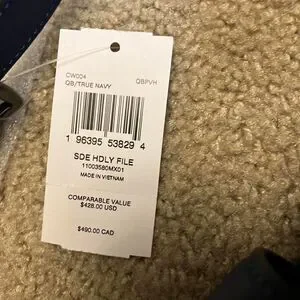 CW004
QB/TRUE NAVY QBPVH
1 96395 53829 4
SDE HDLY FILE
11003580MX01
MADE IN VIETNAM
COMPARABLE VALUE
$428.00 USD
$490.00 CAD